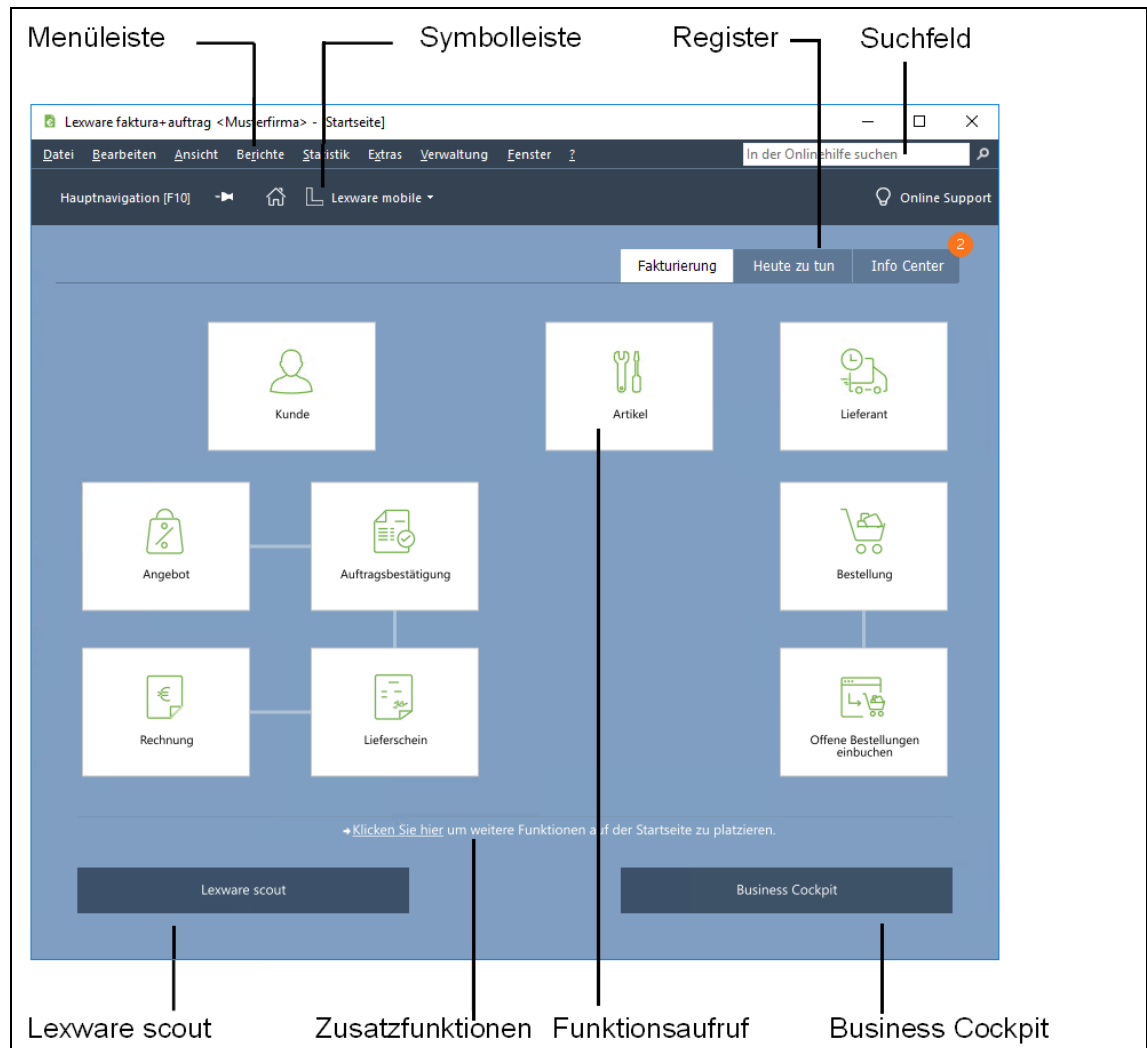 Menüleiste Symbolleiste Register Suchfeld
Lexware faktura+auftrag <Musterfirma> - [Startseite]
Datei Bearbeiten Ansicht Berichte Statistik Extras Verwaltung Fenster ? In der Onlinehilfe suchen
Hauptnavigation [F10] Lexware mobile Online Support
2
Fakturierung Heute zu tun Info Center
Kunde Artikel Lieferant
Angebot Auftragsbestätigung Bestellung
Rechnung Lieferschein Offene Bestellungen
einbuchen
Klicken Sie hier um weitere Funktionen auf der Startseite zu platzieren.
Lexware scout Business Cockpit
Lexware scout Zusatzfunktionen Funktionsaufruf Business Cockpit